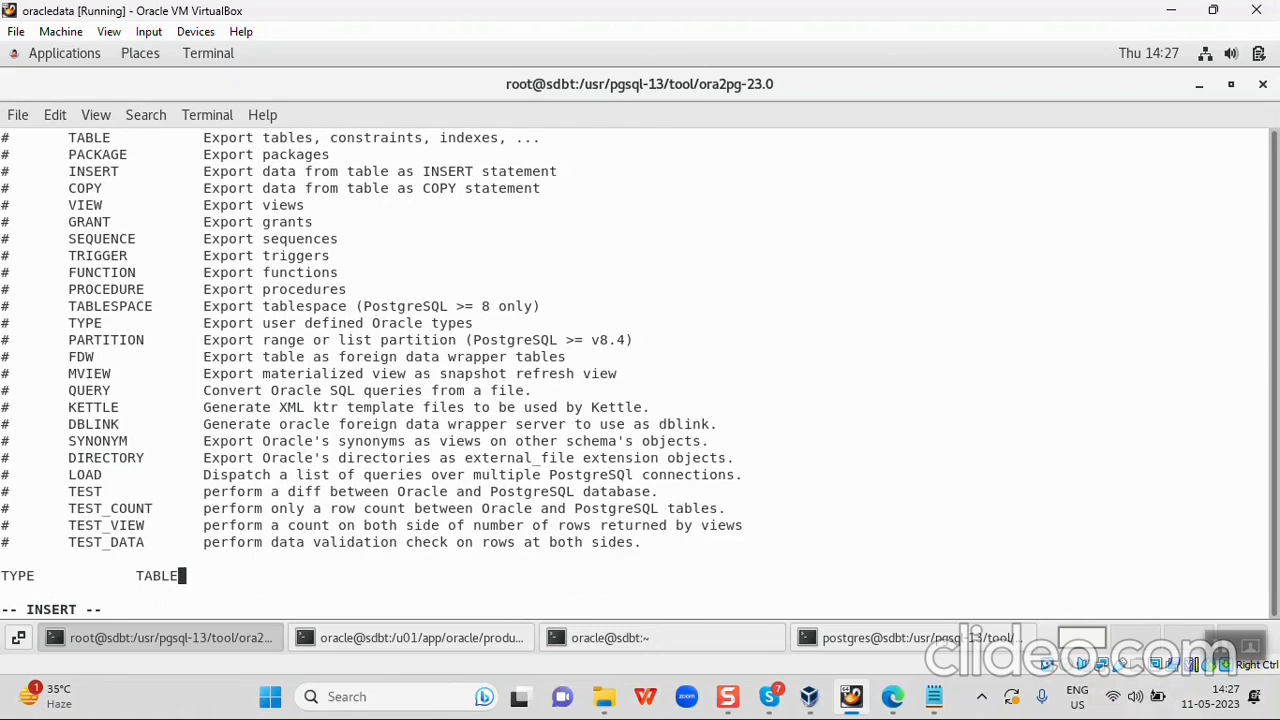 oracledata [Running] - Oracle VM VirtualBox
File Machine View Input Devices Help
Applications Places Terminal Thu 14:27
root@sdbt:/usr/pgsql-13/tool/ora2pg-23.0
File Edit View Search Terminal Help
# TABLE Export tables, constraints, indexes, ...
# PACKAGE Export packages
# INSERT Export data from table as INSERT statement
# COPY Export data from table as COPY statement
# VIEW Export views
# GRANT Export grants
# SEQUENCE Export sequences
# TRIGGER Export triggers
# FUNCTION Export functions
# PROCEDURE Export procedures
# TABLESPACE Export tablespace (PostgreSQL >= 8 only)
# TYPE Export user defined Oracle types
# PARTITION Export range or list partition (PostgreSQL >= v8.4)
# FDW Export table as foreign data wrapper tables
# MVIEW Export materialized view as snapshot refresh view
# QUERY Convert Oracle SQL queries from a file.
# KETTLE Generate XML ktr template files to be used by Kettle.
# DBLINK Generate oracle foreign data wrapper server to use as dblink.
# SYNONYM Export Oracle's synonyms as views on other schema's objects.
# DIRECTORY Export Oracle's directories as external_file extension objects.
# LOAD Dispatch a list of queries over multiple PostgreSQl connections.
# TEST perform a diff between Oracle and PostgreSQL database.
# TEST_COUNT perform only a row count between Oracle and PostgreSQL tables.
# TEST_VIEW perform a count on both side of number of rows returned by views
# TEST_DATA perform data validation check on rows at both sides.
TYPE TABLE
-- INSERT --
root@sdbt:/usr/pgsql-13/tool/ora2... oracle@sdbt:/u01/app/oracle/produ... oracle@sdbt:~ postgres@sdbt:/usr/pgsql-13/tool/...
clideo.com
Right Ctrl
1 35°C Haze Search 7 ENG US 14:27 11-05-2023